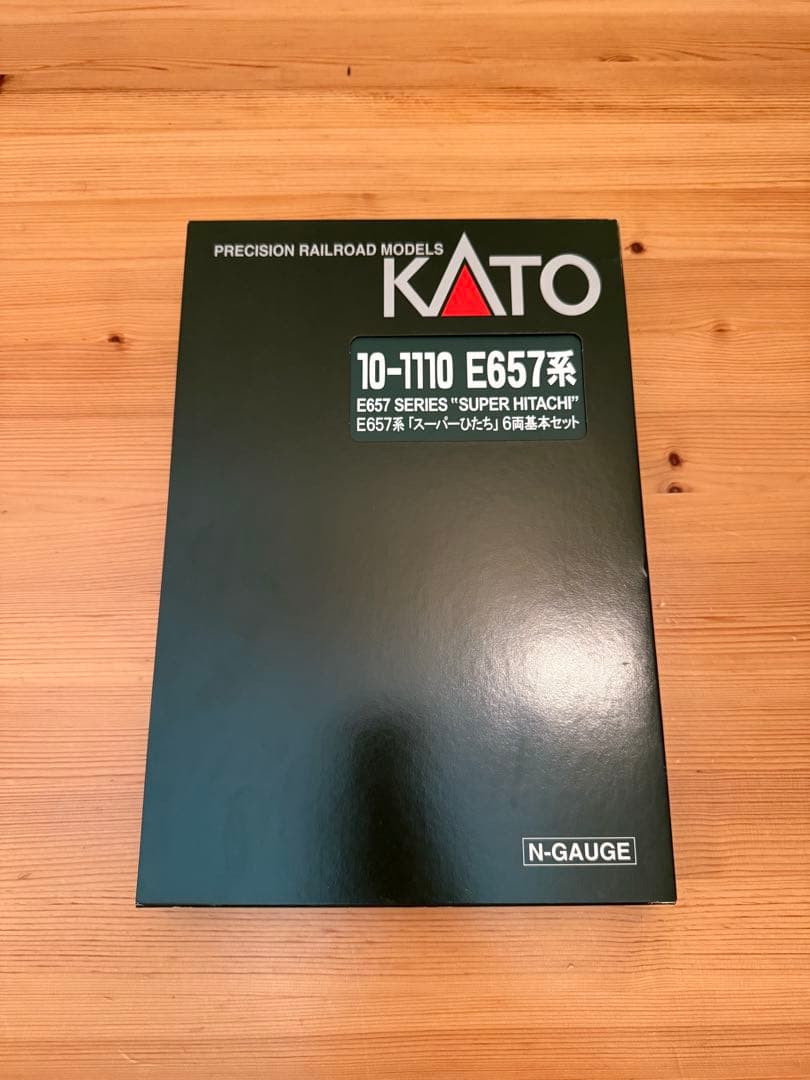 PRECISION RAILROAD MODELS
KATO
10-1110 E657系
E657 SERIES "SUPER HITACHI"
E657系「スーパーひたち」6両基本セット
N-GAUGE